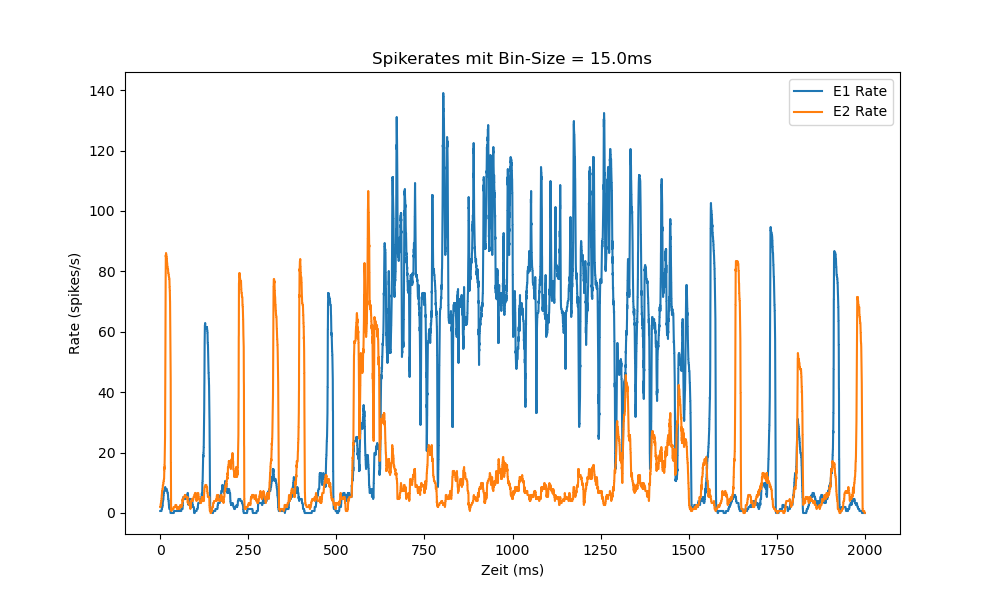 Spikerates mit Bin-Size = 15.0ms
E1 Rate
E2 Rate
Rate (spikes/s)
140
120
100
80
60
40
20
0
0 250 500 750 1000 1250 1500 1750 2000
Zeit (ms)